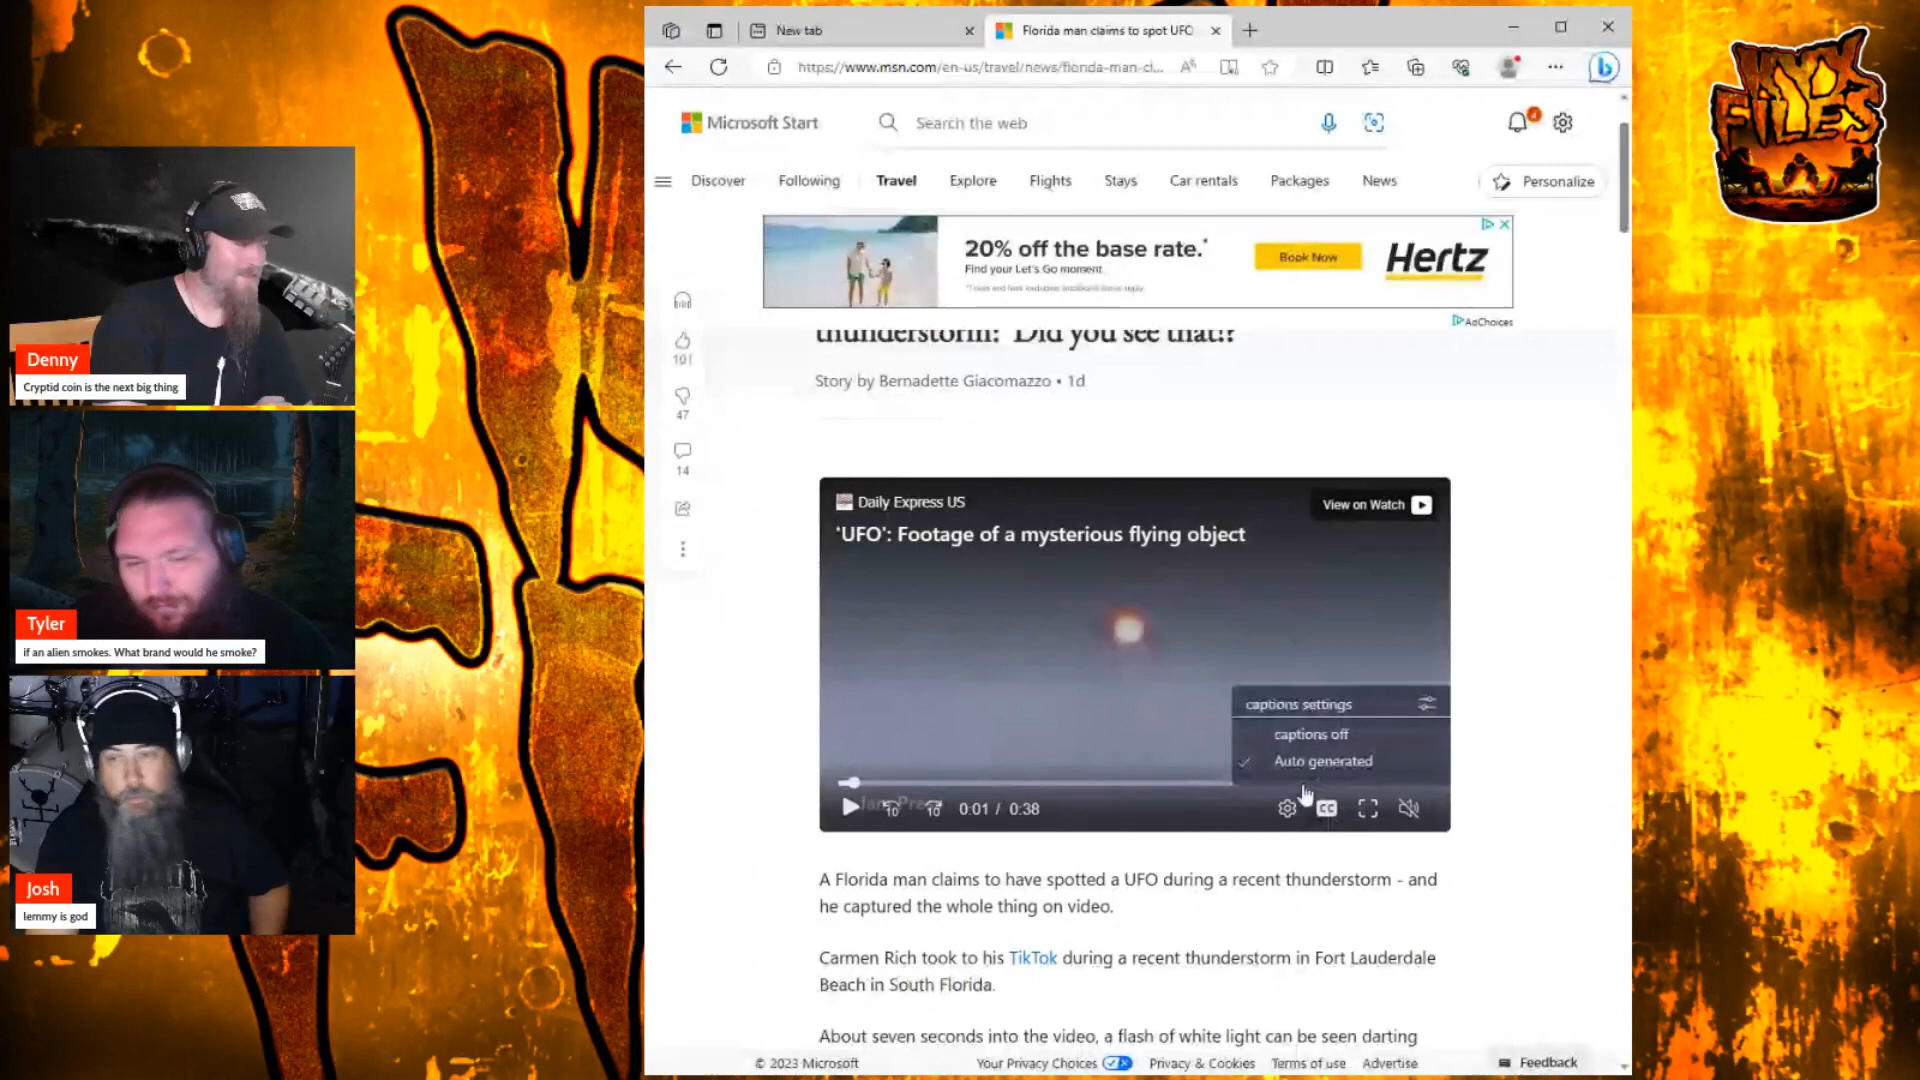 New tab
Florida man claims to spot UFO
https://www.msn.com/en-us/travel/news/florida-man-cl...
Microsoft Start
Search the web
4
Discover
Following
Travel
Explore
Flights
Stays
Car rentals
Packages
News
Personalize
20% off the base rate.*
Find your Let's Go moment.
Book Now
Hertz
AdChoices
thunderstorm: 'Did you see that!?
Story by Bernadette Giacomazzo • 1d
101
47
14
Daily Express US
View on Watch
'UFO': Footage of a mysterious flying object
captions settings
captions off
Auto generated
10
10
0:01 / 0:38
CC
A Florida man claims to have spotted a UFO during a recent thunderstorm - and
he captured the whole thing on video.
Carmen Rich took to his TikTok during a recent thunderstorm in Fort Lauderdale
Beach in South Florida.
About seven seconds into the video, a flash of white light can be seen darting
© 2023 Microsoft
Your Privacy Choices
Privacy & Cookies
Terms of use
Advertise
Feedback
Denny
Cryptid coin is the next big thing
Tyler
if an alien smokes. What brand would he smoke?
Josh
lemmy is god
FILES